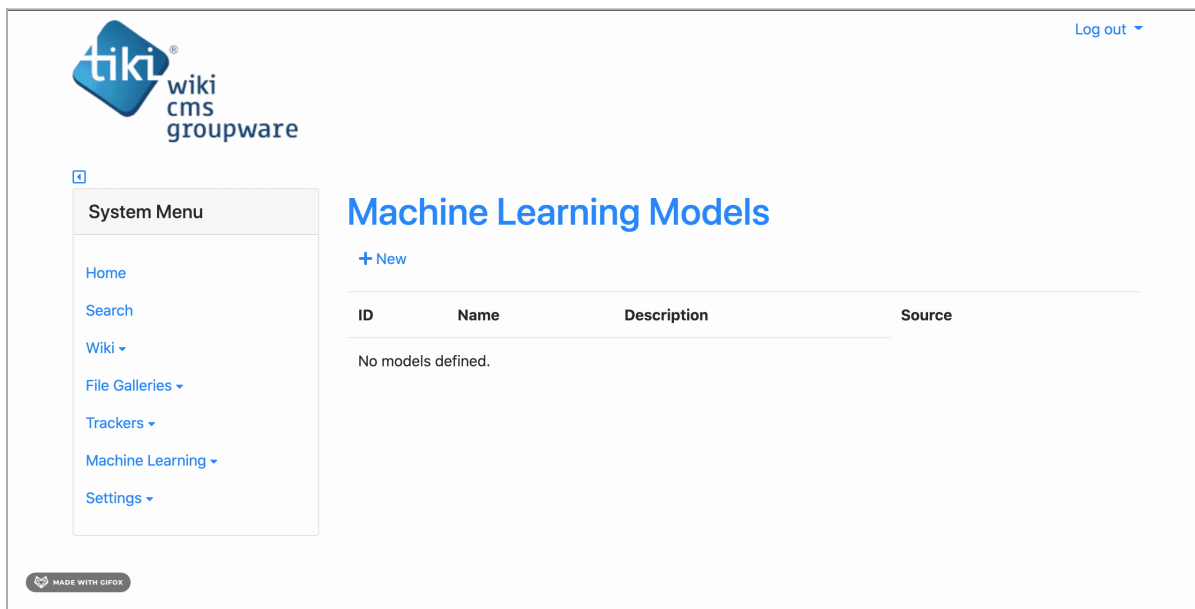 Log out
tiki®
wiki
cms
groupware
System Menu
Home
Search
Wiki
File Galleries
Trackers
Machine Learning
Settings
Machine Learning Models
+ New
ID Name Description Source
No models defined.
MADE WITH GIFOX